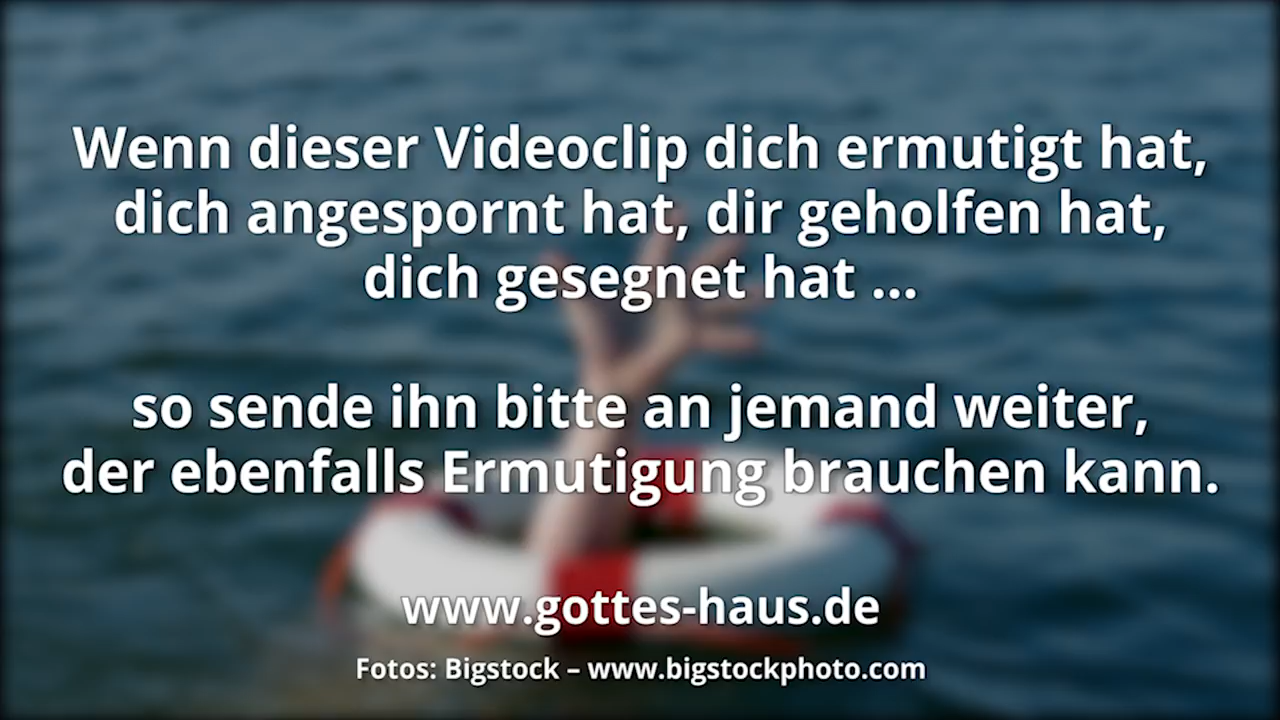 Wenn dieser Videoclip dich ermutigt hat,
dich angespornt hat, dir geholfen hat,
dich gesegnet hat ...
so sende ihn bitte an jemand weiter,
der ebenfalls Ermutigung brauchen kann.
www.gottes-haus.de
Fotos: Bigstock – www.bigstockphoto.com